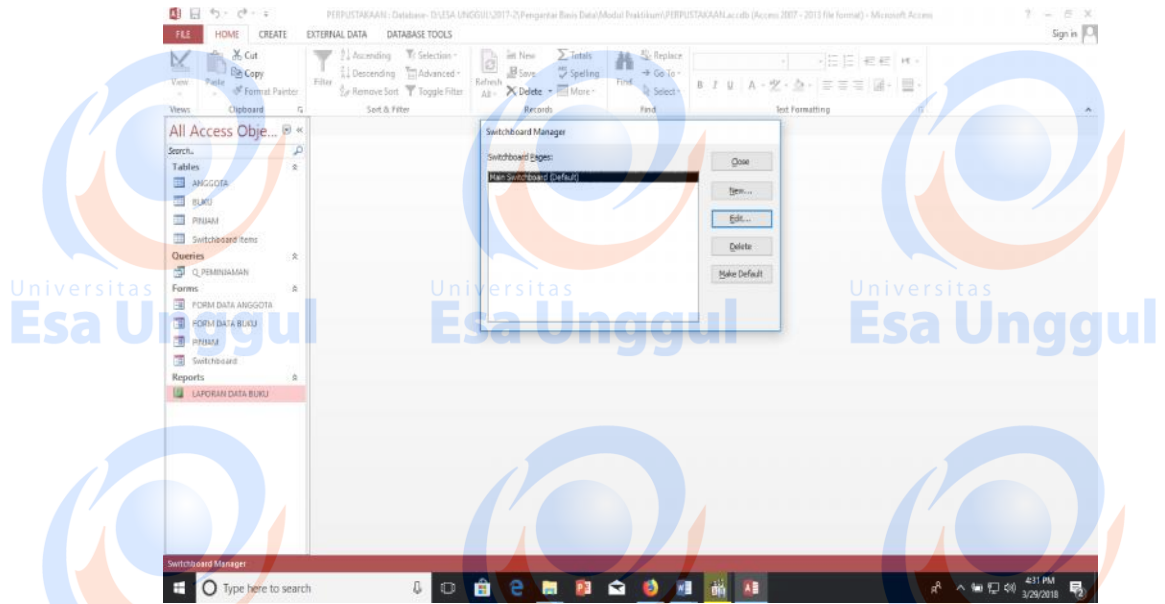 PERPUSTAKAAN : Database- D:\ESA UNGGUL\2017-2\Pengantar Basis Data\Modul Praktikum\PERPUSTAKAAN.accdb (Access 2007 - 2013 file format) - Microsoft Access
FILE HOME CREATE EXTERNAL DATA DATABASE TOOLS Sign in
View Paste Cut Copy Format Painter
Filter Ascending Descending Remove Sort Selection Advanced Toggle Filter
Refresh All New Save Delete Totals Spelling More
Find Replace Go To Select
B I U A
Views Clipboard Sort & Filter Records Find Text Formatting
All Access Obje...
Search..
Tables
ANGGOTA
BUKU
PINJAM
Switchboard Items
Queries
Q_PEMINJAMAN
Forms
FORM DATA ANGGOTA
FORM DATA BUKU
PINJAM
Switchboard
Reports
LAPORAN DATA BUKU
Switchboard Manager
Switchboard Pages:
Main Switchboard (Default)
Close
New...
Edit...
Delete
Make Default
Universitas Universitas Universitas
Esa Unggul Esa Unggul Esa Unggul
Switchboard Manager
Type here to search
4:31 PM
3/29/2018